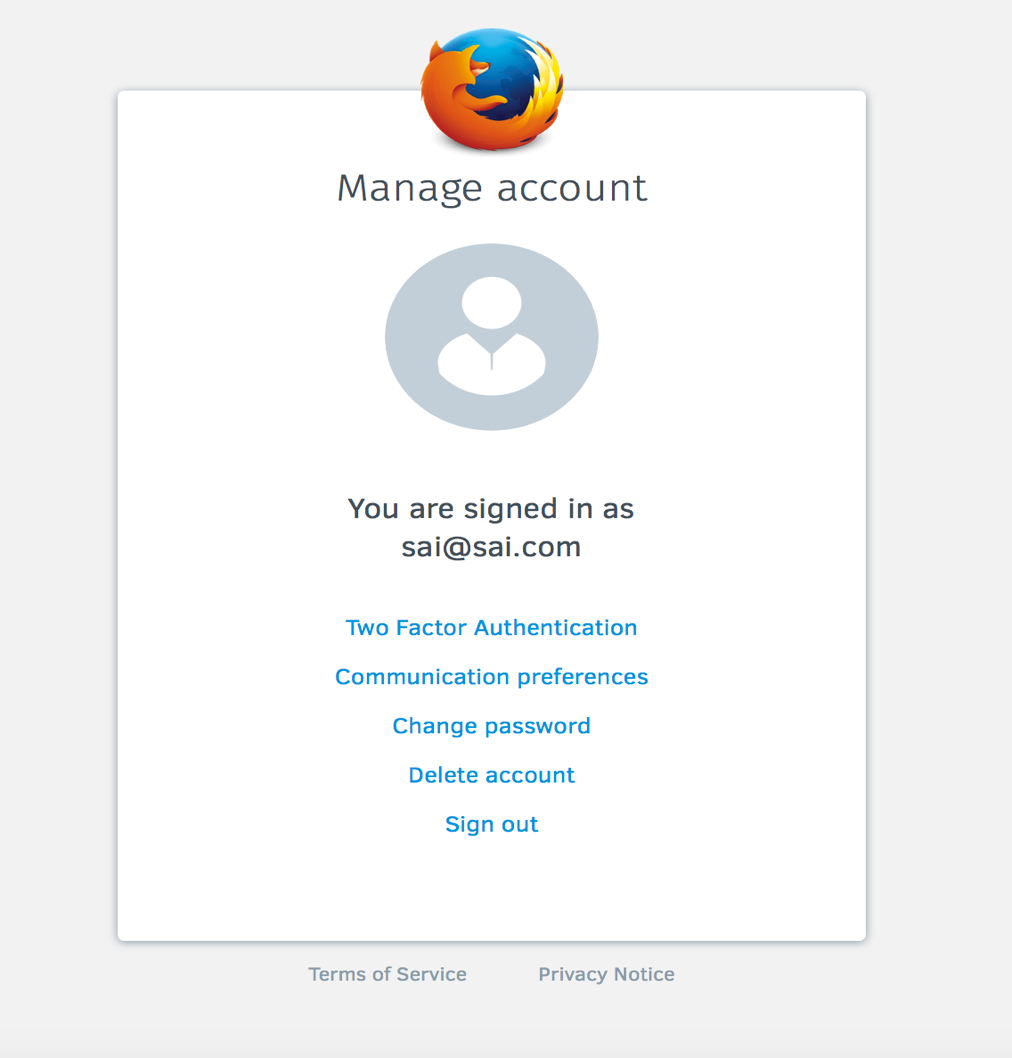 Manage account
You are signed in as
sai@sai.com
Two Factor Authentication
Communication preferences
Change password
Delete account
Sign out
Terms of Service Privacy Notice